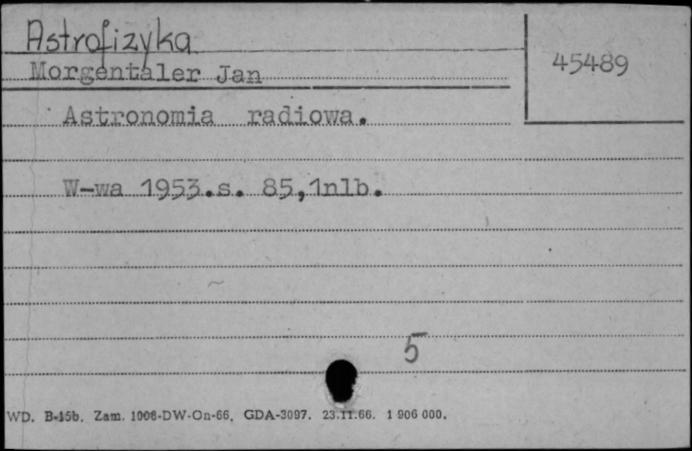 Astrofizyka
Morgentaler Jan
45489
Astronomia radiowa.
W-wa 1953.s. 85,1nlb.
5
WD. B-15b. Zam. 1006-DW-On-66. GDA-3097. 23.11.66. 1 906 000.